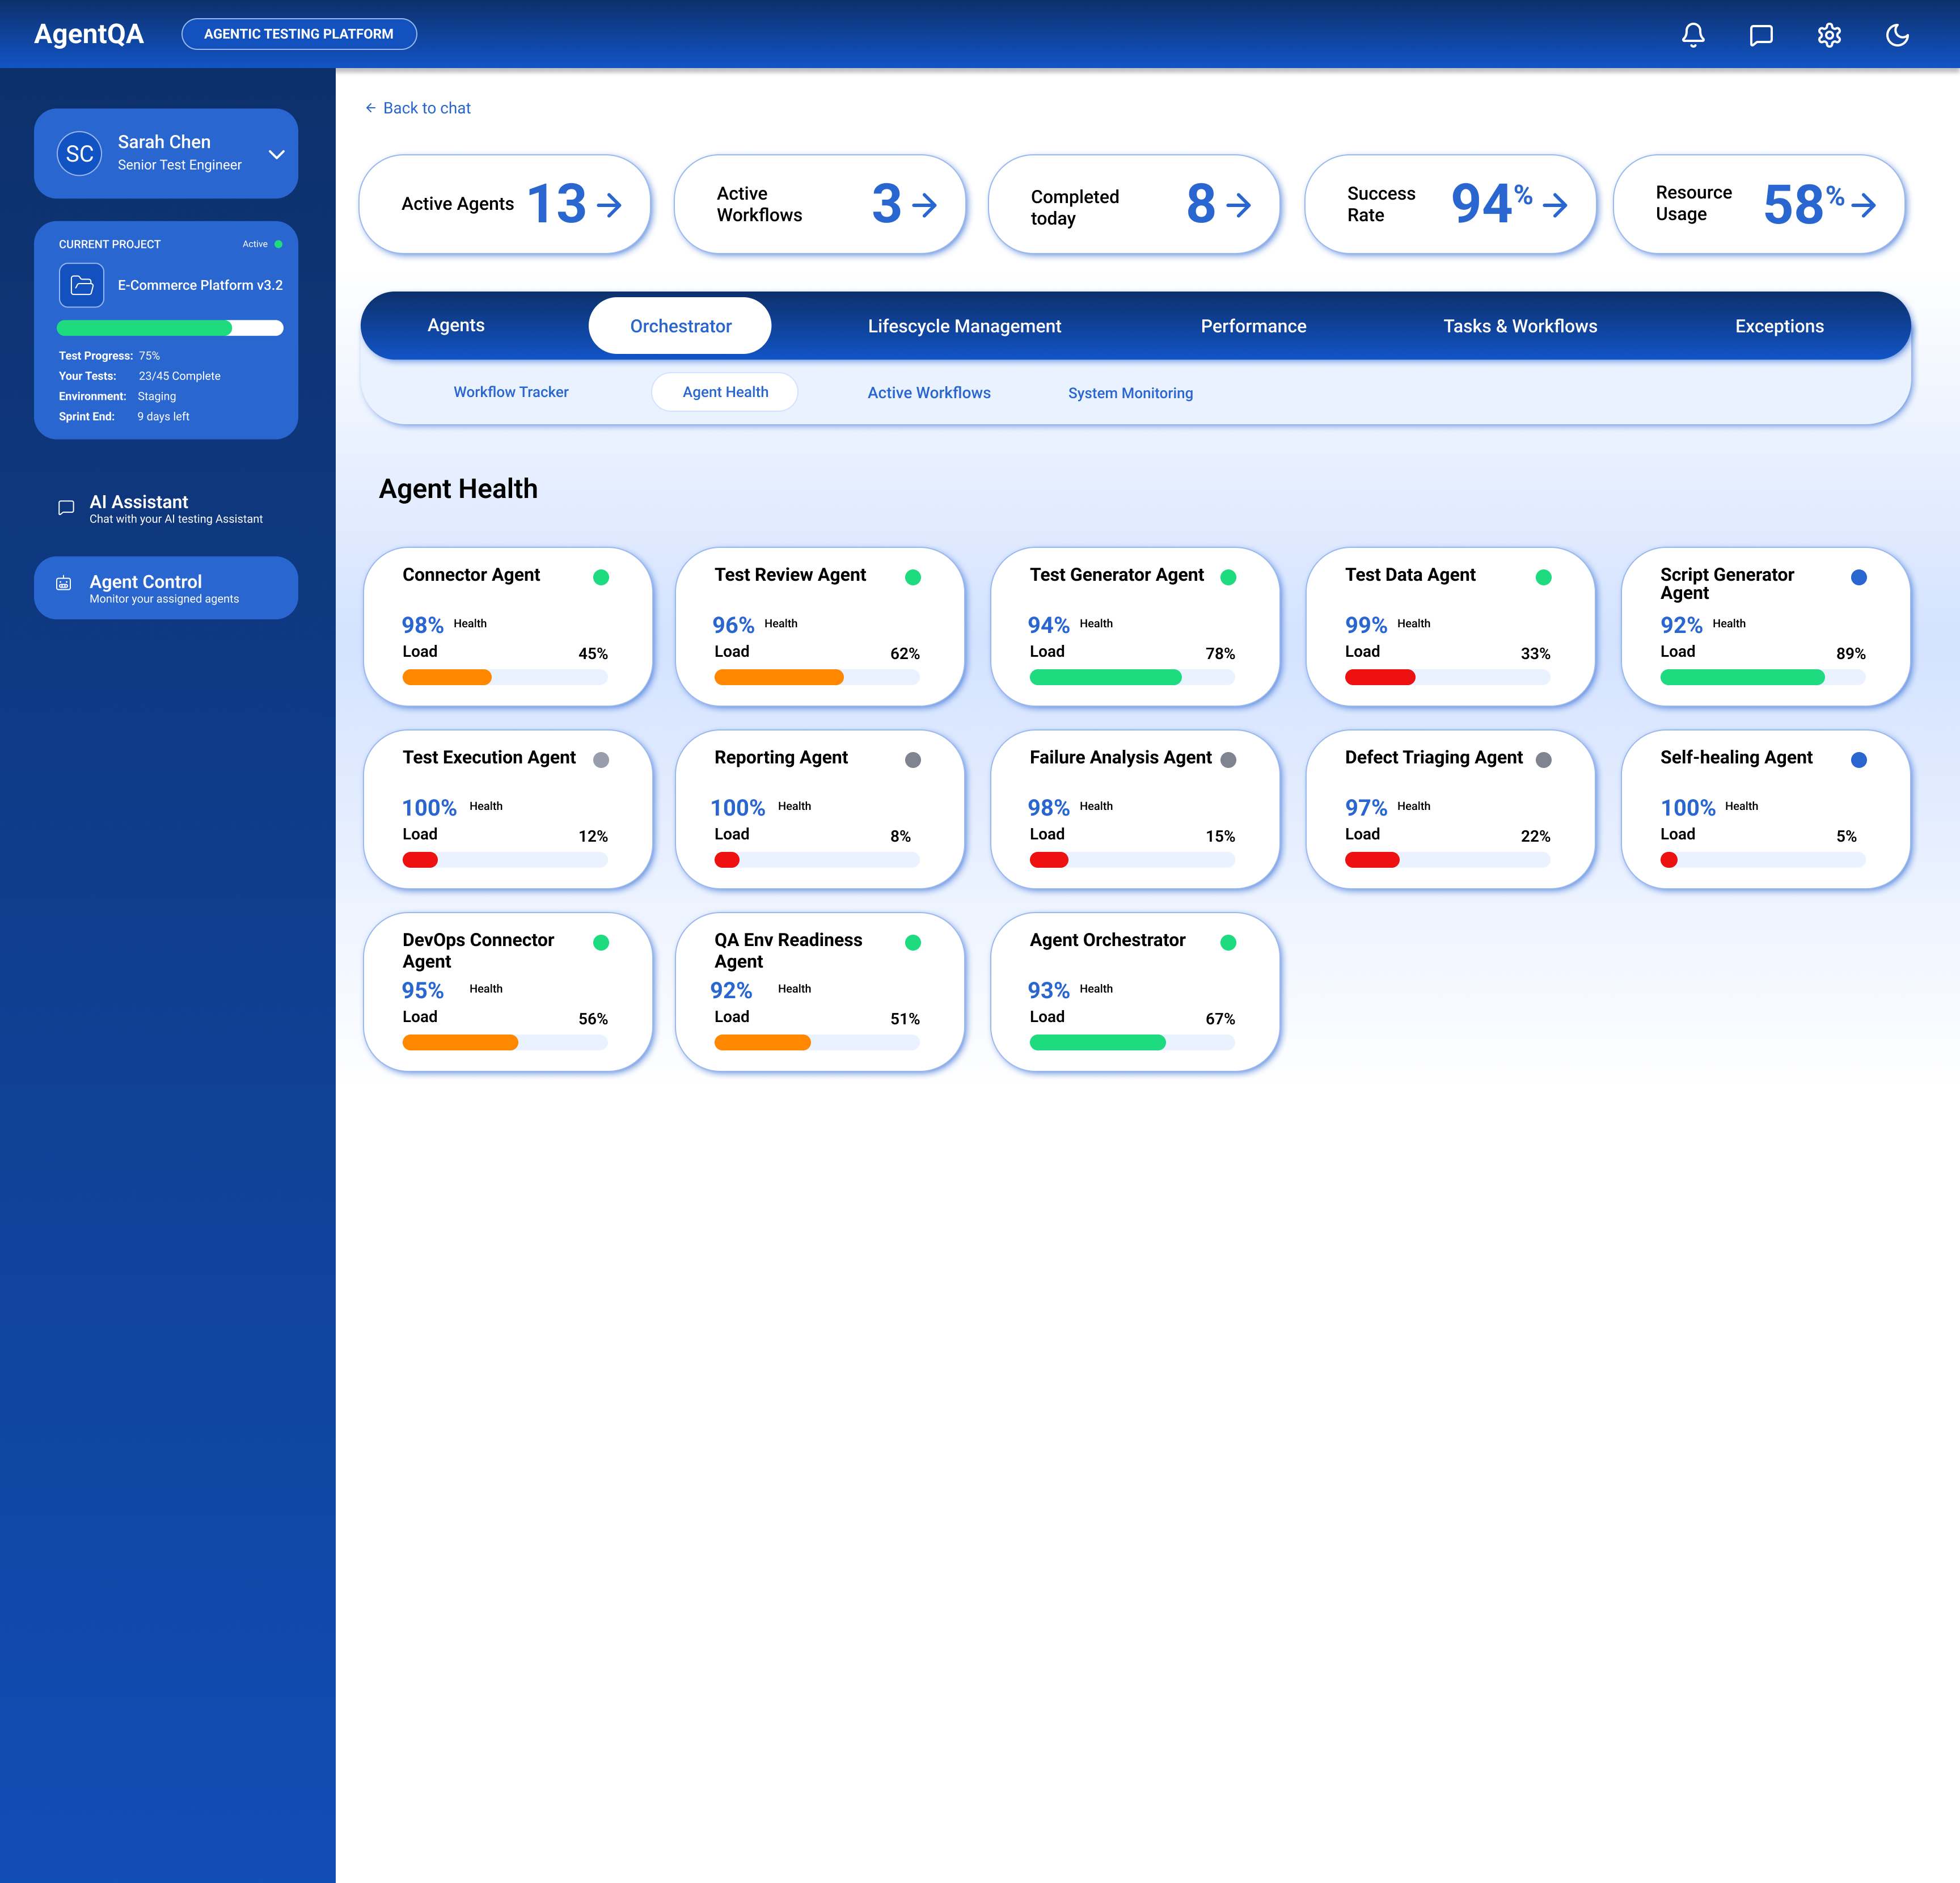 AgentQA
AGENTIC TESTING PLATFORM
SC
Sarah Chen
Senior Test Engineer
CURRENT PROJECT
Active
E-Commerce Platform v3.2
Test Progress: 75%
Your Tests: 23/45 Complete
Environment: Staging
Sprint End: 9 days left
AI Assistant
Chat with your AI testing Assistant
Agent Control
Monitor your assigned agents
← Back to chat
Active Agents 13 →
Active
Workflows
3 →
Completed
today
8 →
Success
Rate
94% →
Resource
Usage
58% →
Agents
Orchestrator
Lifescycle Management
Performance
Tasks & Workflows
Exceptions
Workflow Tracker
Agent Health
Active Workflows
System Monitoring
Agent Health
Connector Agent
98% Health
Load 45%
Test Review Agent
96% Health
Load 62%
Test Generator Agent
94% Health
Load 78%
Test Data Agent
99% Health
Load 33%
Script Generator
Agent
92% Health
Load 89%
Test Execution Agent
100% Health
Load 12%
Reporting Agent
100% Health
Load 8%
Failure Analysis Agent
98% Health
Load 15%
Defect Triaging Agent
97% Health
Load 22%
Self-healing Agent
100% Health
Load 5%
DevOps Connector
Agent
95% Health
Load 56%
QA Env Readiness
Agent
92% Health
Load 51%
Agent Orchestrator
93% Health
Load 67%